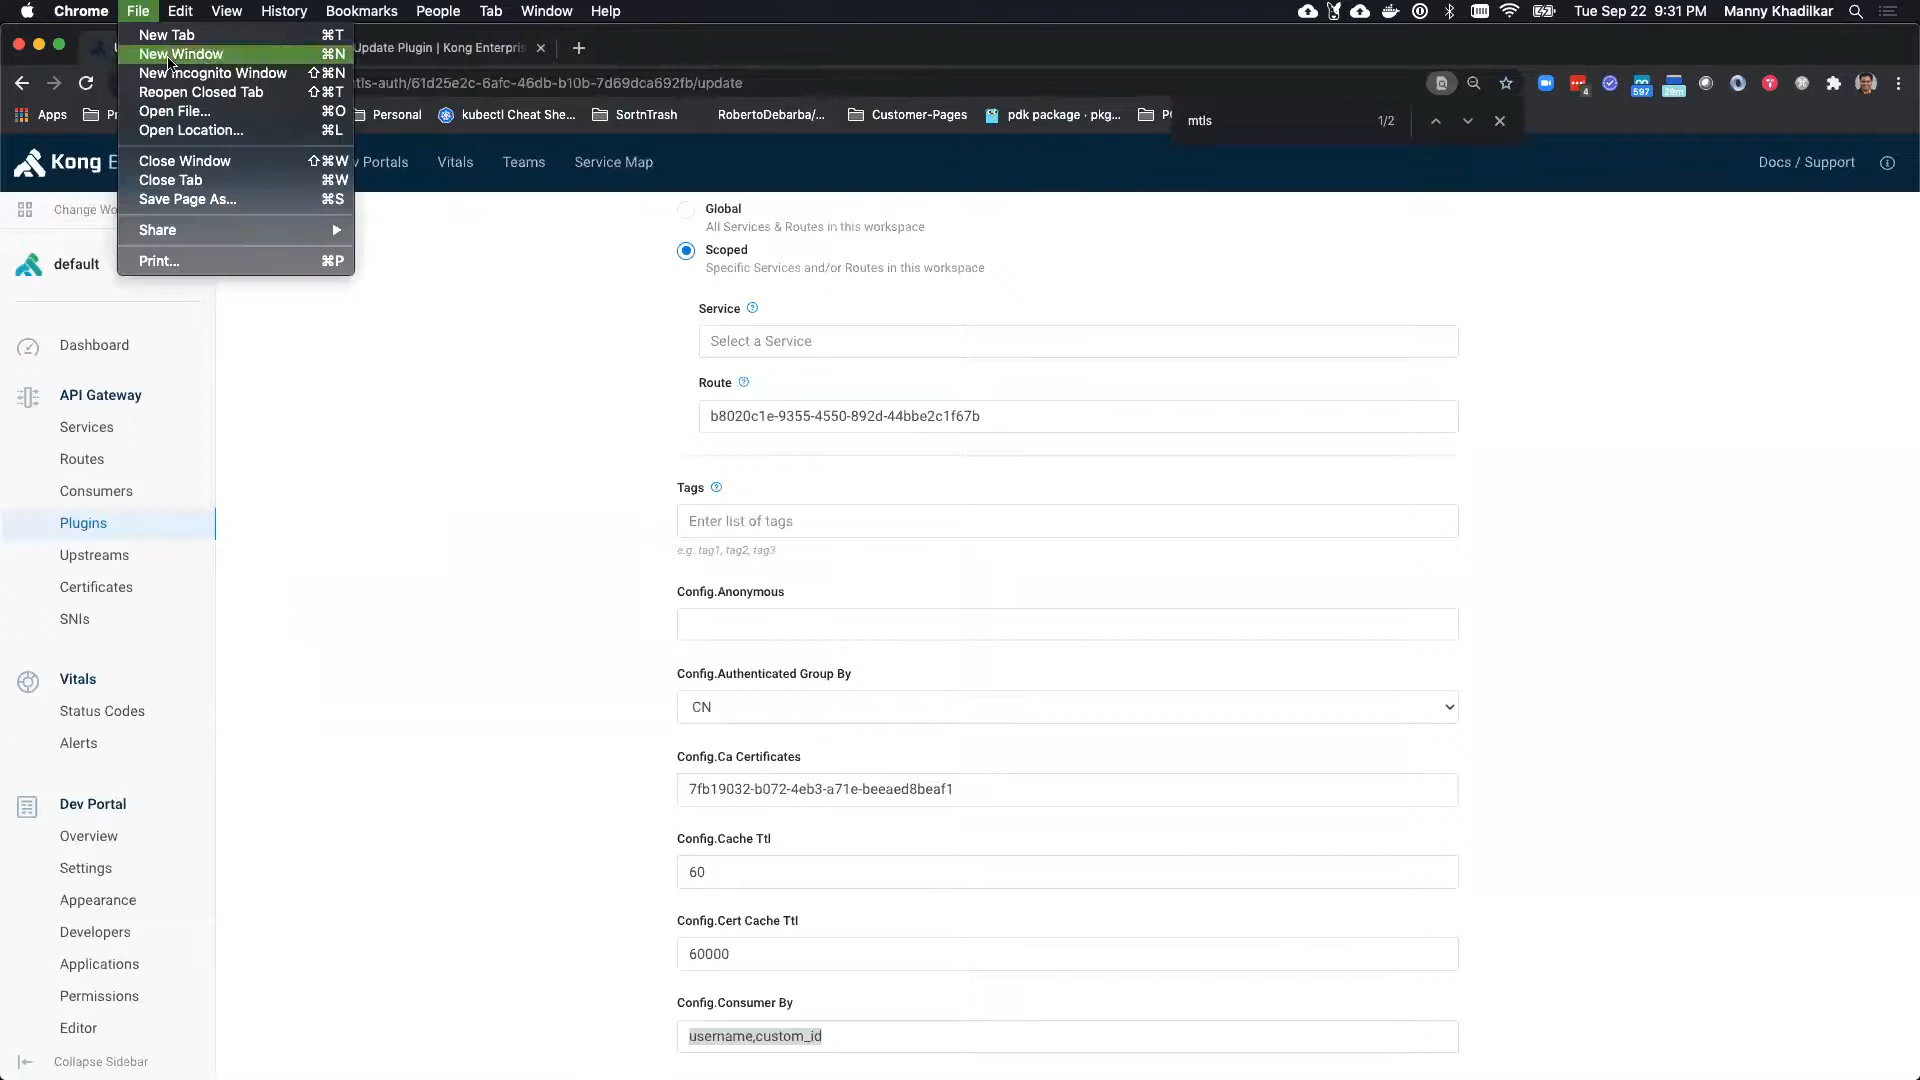 Chrome File Edit View History Bookmarks People Tab Window Help
Tue Sep 22 9:31 PM Manny Khadilkar
New Tab ⌘T
New Window ⌘N
New Incognito Window ⇧⌘N
Reopen Closed Tab ⇧⌘T
Open File... ⌘O
Open Location... ⌘L
Close Window ⇧⌘W
Close Tab ⌘W
Save Page As... ⌘S
Share
Print... ⌘P
Update Plugin | Kong Enterpris
tls-auth/61d25e2c-6afc-46db-b10b-7d69dca692fb/update
4
597
29m
Apps
Personal
kubectl Cheat She...
SortnTrash
RobertoDebarba/...
Customer-Pages
pdk package · pkg...
mtls 1/2
Kong E
v Portals Vitals Teams Service Map
Docs / Support
Change Wo
default
Dashboard
API Gateway
Services
Routes
Consumers
Plugins
Upstreams
Certificates
SNIs
Vitals
Status Codes
Alerts
Dev Portal
Overview
Settings
Appearance
Developers
Applications
Permissions
Editor
Collapse Sidebar
Global
All Services & Routes in this workspace
Scoped
Specific Services and/or Routes in this workspace
Service
Select a Service
Route
b8020c1e-9355-4550-892d-44bbe2c1f67b
Tags
Enter list of tags
e.g. tag1, tag2, tag3
Config.Anonymous
Config.Authenticated Group By
CN
Config.Ca Certificates
7fb19032-b072-4eb3-a71e-beeaed8beaf1
Config.Cache Ttl
60
Config.Cert Cache Ttl
60000
Config.Consumer By
username,custom_id